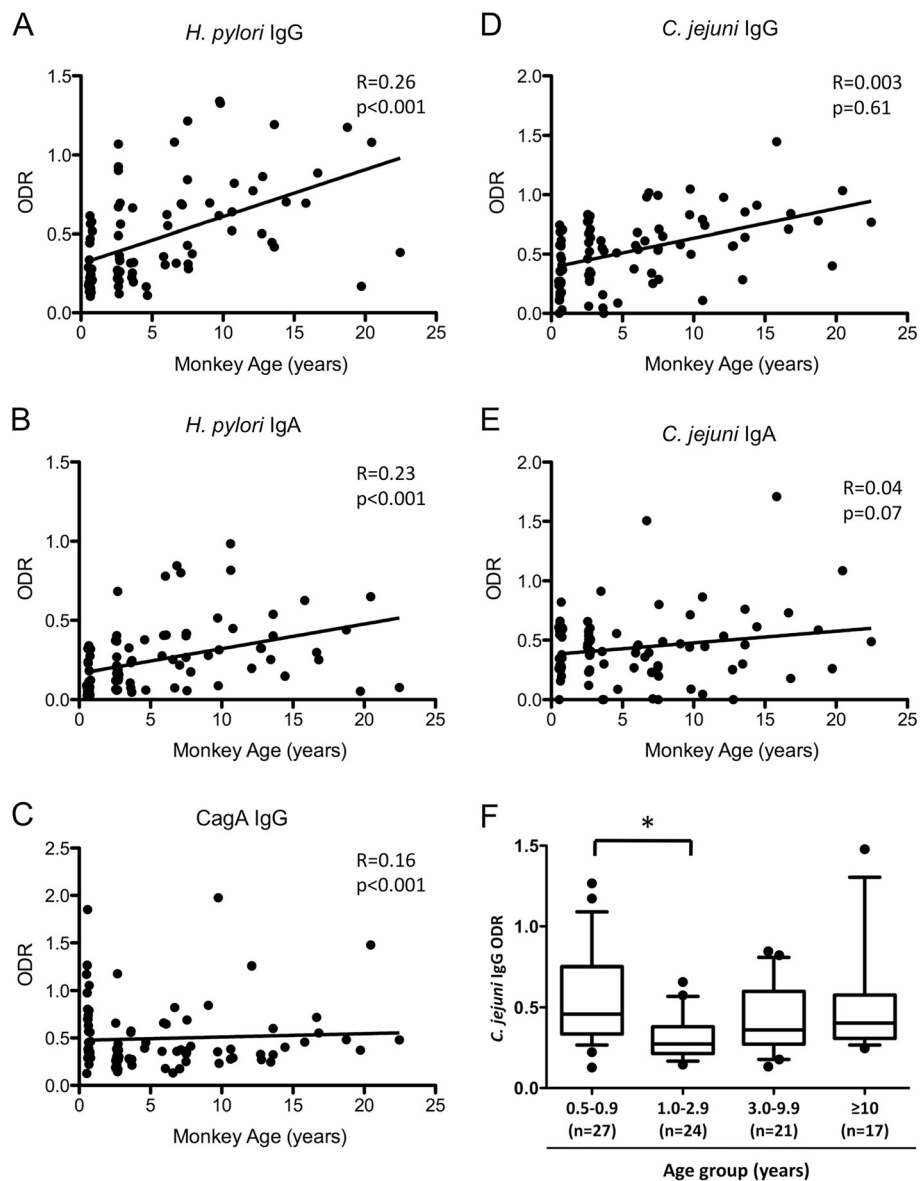 A
H. pylori IgG
R=0.26
p<0.001
1.5
1.0
0.5
0.0
ODR
0 5 10 15 20 25
Monkey Age (years)
B
H. pylori IgA
R=0.23
p<0.001
1.5
1.0
0.5
0.0
ODR
0 5 10 15 20 25
Monkey Age (years)
C
CagA IgG
R=0.16
p<0.001
2.5
2.0
1.5
1.0
0.5
0.0
ODR
0 5 10 15 20 25
Monkey Age (years)
D
C. jejuni IgG
R=0.003
p=0.61
2.0
1.5
1.0
0.5
0.0
ODR
0 5 10 15 20 25
Monkey Age (years)
E
C. jejuni IgA
R=0.04
p=0.07
2.0
1.5
1.0
0.5
0.0
ODR
0 5 10 15 20 25
Monkey Age (years)
F
*
1.5
1.0
0.5
0.0
C. jejuni IgG ODR
0.5-0.9 1.0-2.9 3.0-9.9 ≥10
(n=27) (n=24) (n=21) (n=17)
Age group (years)